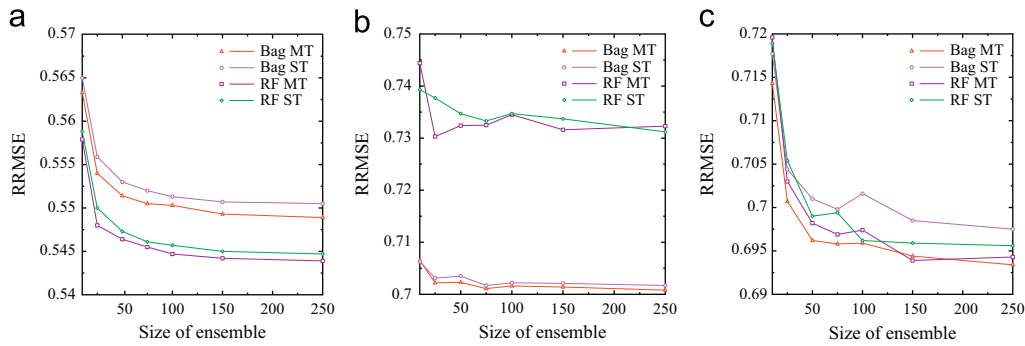 a
0.57
0.565
0.56
0.555
0.55
0.545
0.54
RRMSE
Bag MT
Bag ST
RF MT
RF ST
50 100 150 200 250
Size of ensemble
b
0.75
0.74
0.73
0.72
0.71
0.7
RRMSE
Bag MT
Bag ST
RF MT
RF ST
50 100 150 200 250
Size of ensemble
c
0.72
0.715
0.71
0.705
0.7
0.695
0.69
RRMSE
Bag MT
Bag ST
RF MT
RF ST
50 100 150 200 250
Size of ensemble